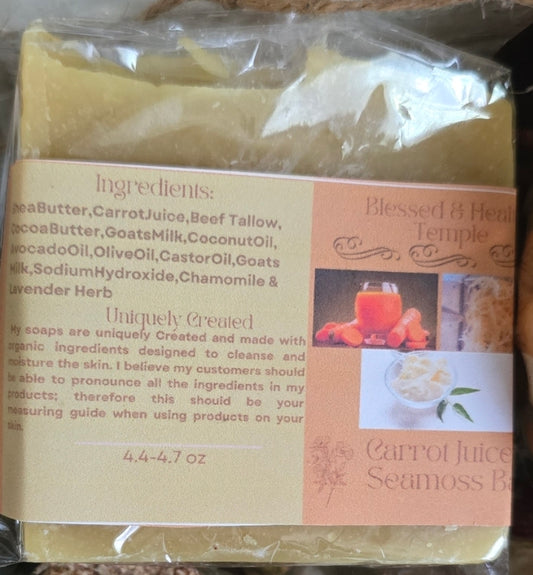 Ingredients:
heaButter,CarrotJuice,Beef Tallow,
CocoaButter,GoatsMilk,CoconutOil,
AvocadoOil,OliveOil,CastorOil,Goats
Milk,SodiumHydroxide,Chamomile &
Lavender Herb
Uniquely Created
My soaps are uniquely Created and made with
organic ingredients designed to cleanse and
moisture the skin. I believe my customers should
be able to pronounce all the ingredients in my
products; therefore this should be your
measuring guide when using products on your
skin.
4.4-4.7 oz
Blessed & Heal
Temple
Carrot Juice
Seamoss Ba